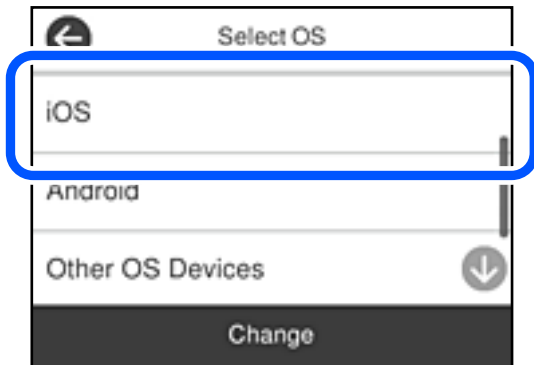 Select OS
iOS
Android
Other OS Devices
Change